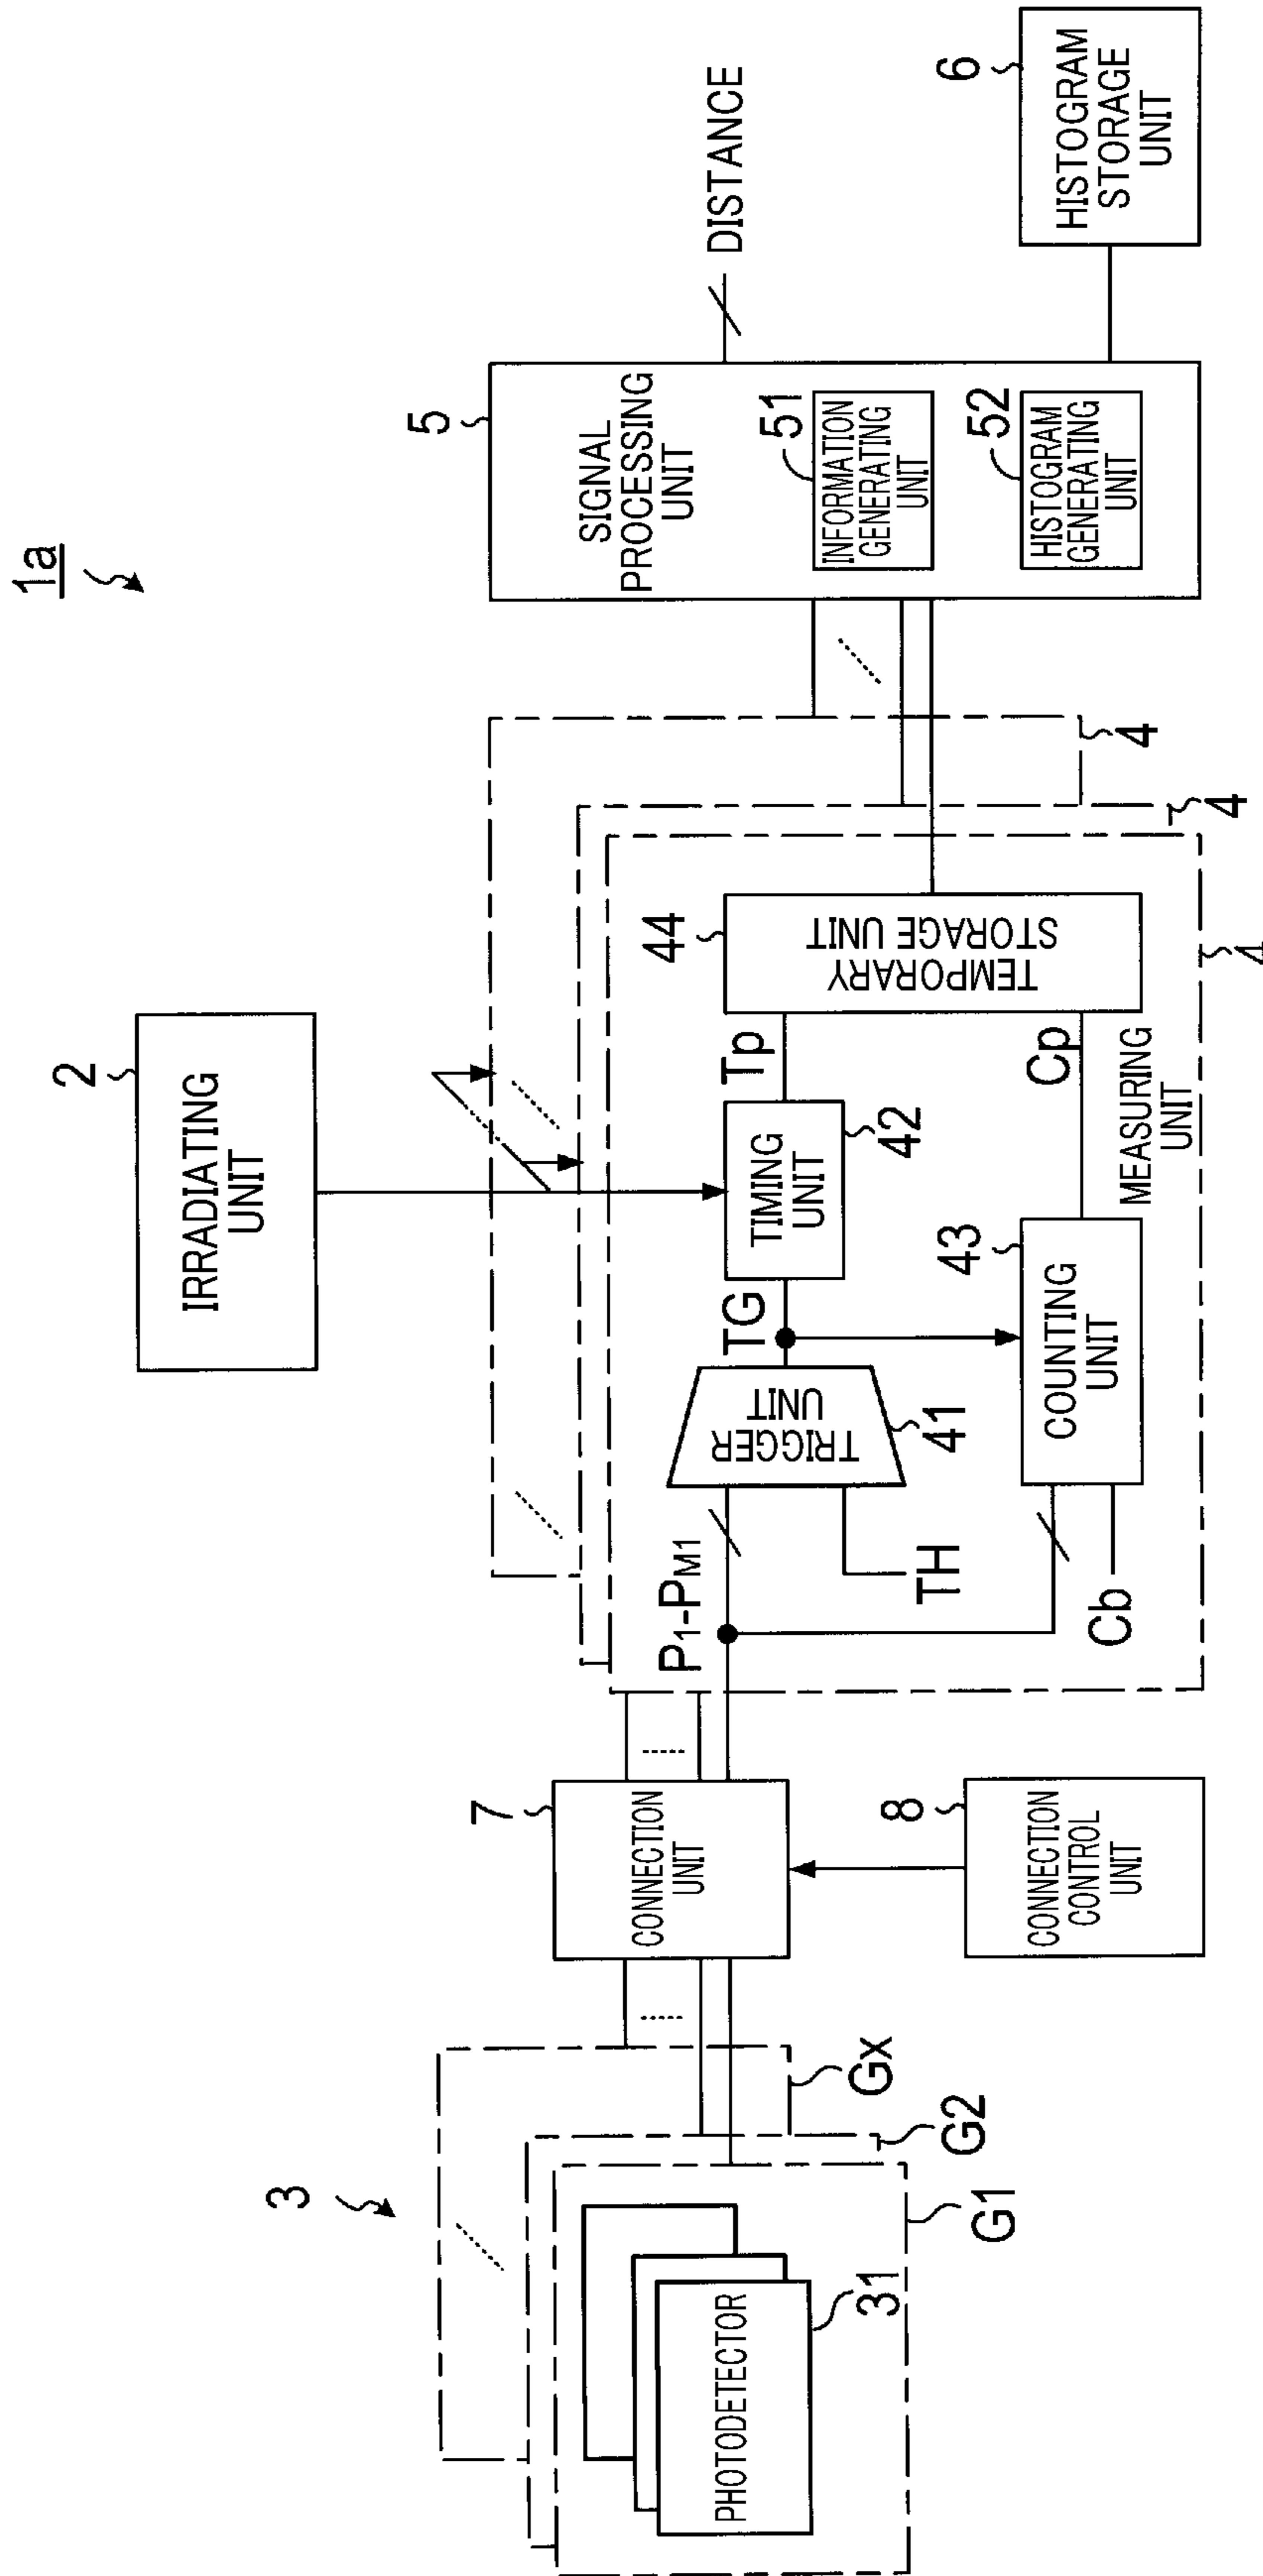 1a
2
IRRADIATING
UNIT
3
PHOTODETECTOR
31
G1
G2
Gx
7
CONNECTION
UNIT
8
CONNECTION
CONTROL
UNIT
P1-PM1
TH
Cb
TRIGGER
UNIT
41
TG
TIMING
UNIT
42
43
COUNTING
UNIT
Tp
Cp
44
TEMPORARY
STORAGE UNIT
MEASURING
UNIT
4
4
4
5
SIGNAL
PROCESSING
UNIT
51
INFORMATION
GENERATING
UNIT
52
HISTOGRAM
GENERATING
UNIT
DISTANCE
6
HISTOGRAM
STORAGE
UNIT